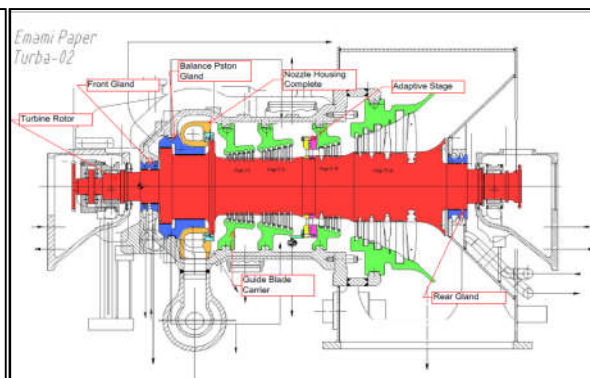 Emami Paper
Turba-02
Balance Pston
Gland
Nozzle Housing
Complete
Front Gland
Adaptive Stage
Turbine Rotor
Guide Blade
Carrier
Rear Gland